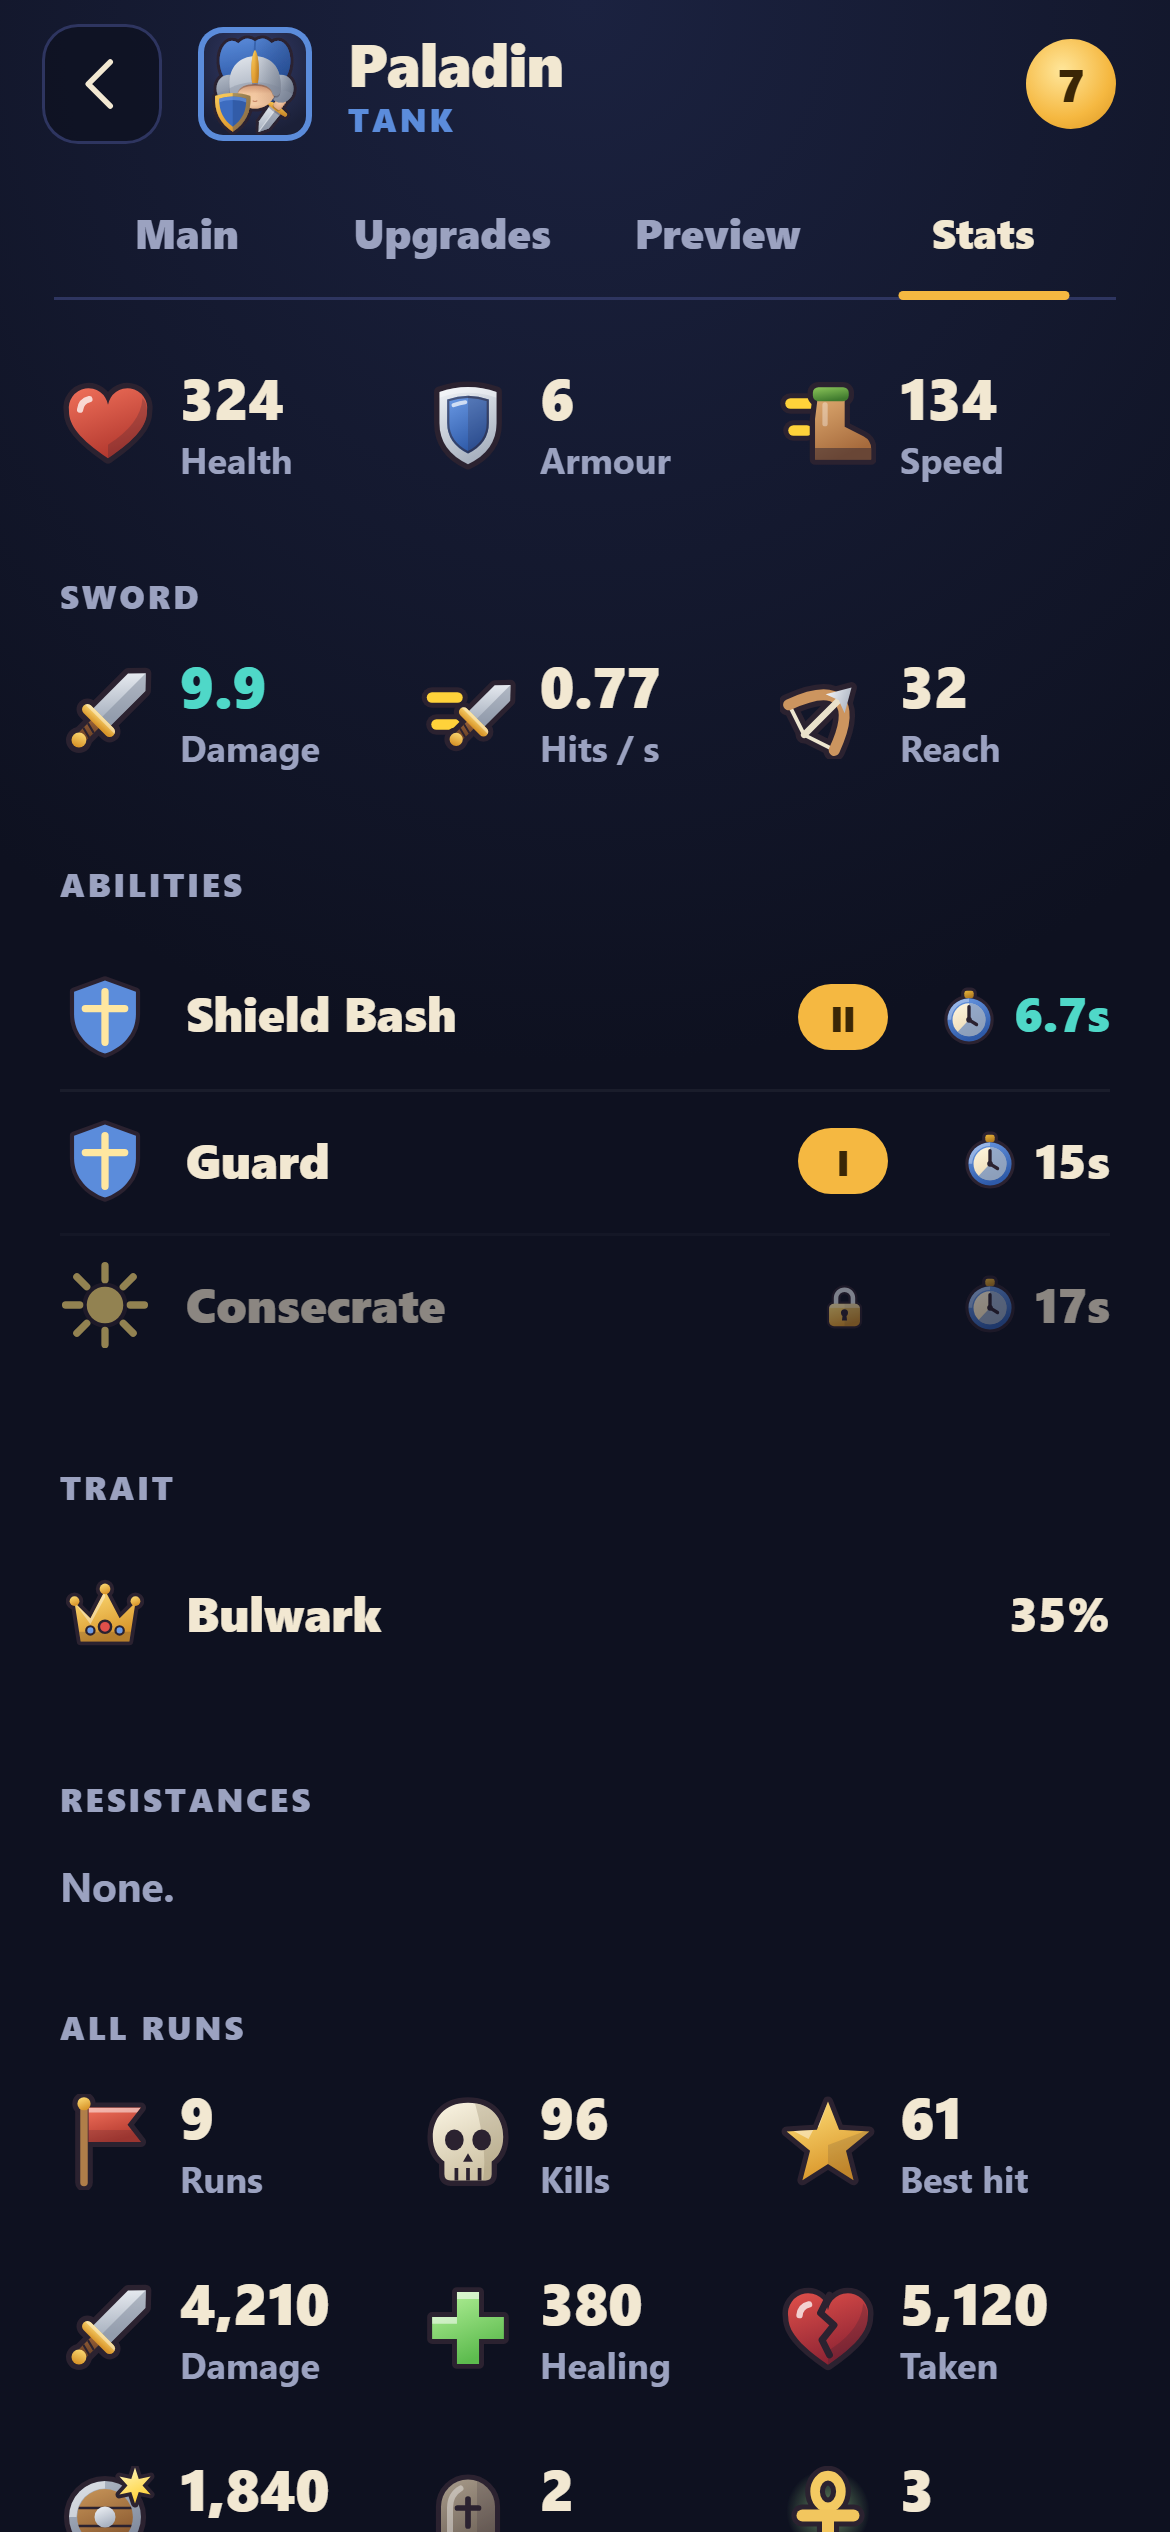 Paladin
TANK
7
Main Upgrades Preview Stats
324 6 134
Health Armour Speed
SWORD
9.9 0.77 32
Damage Hits / s Reach
ABILITIES
Shield Bash II 6.7s
Guard I 15s
Consecrate 17s
TRAIT
Bulwark 35%
RESISTANCES
None.
ALL RUNS
9 96 61
Runs Kills Best hit
4,210 380 5,120
Damage Healing Taken
1,840 2 3